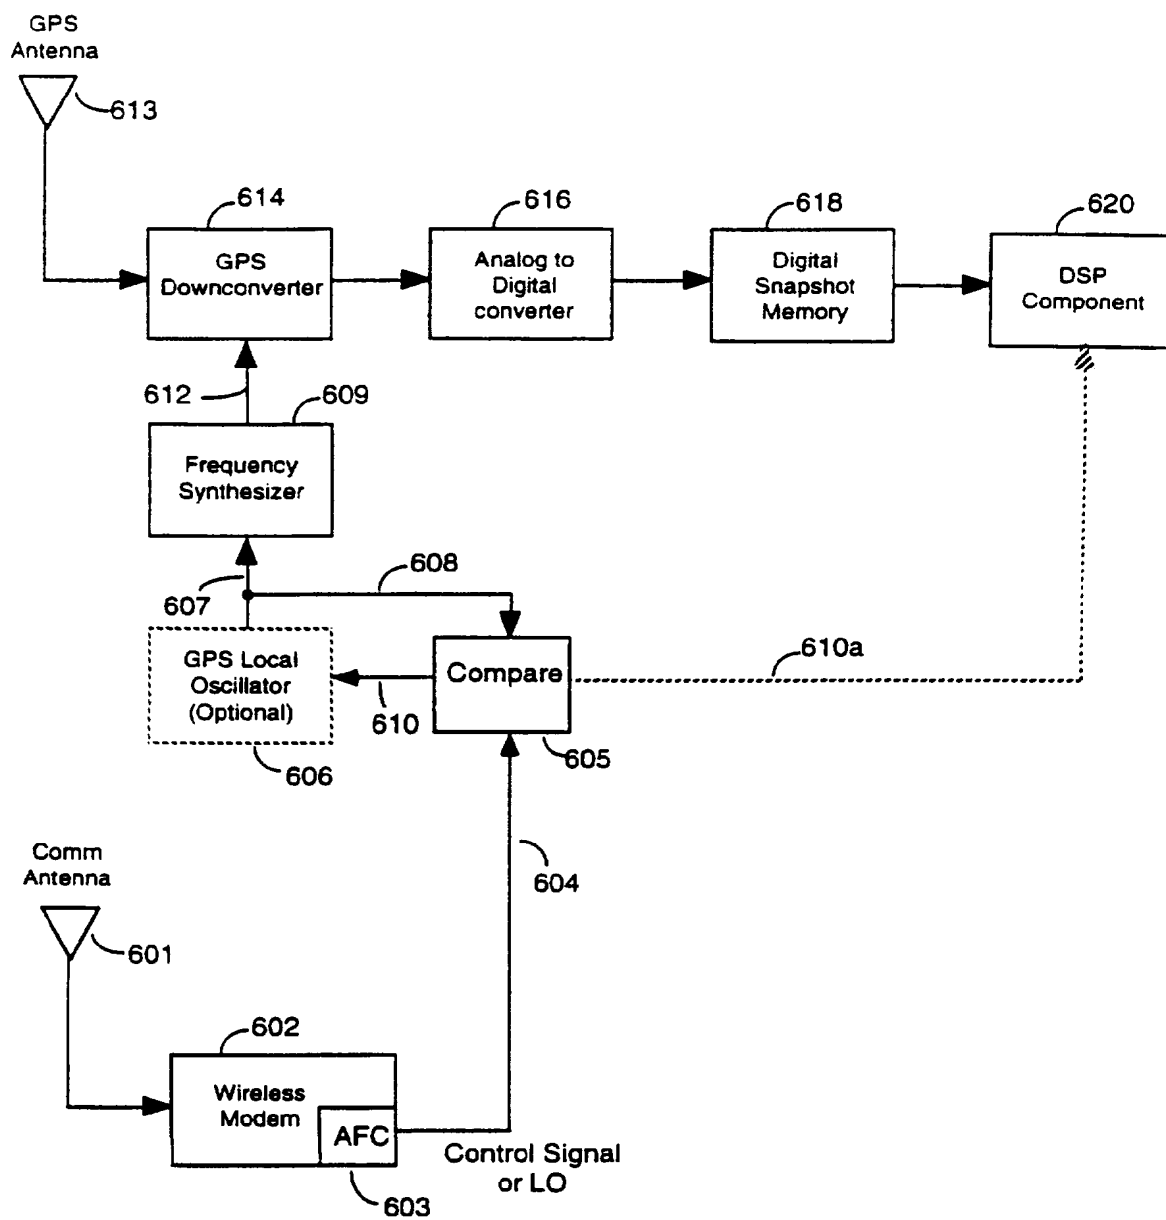 GPS
Antenna
613
614
GPS
Downconverter
616
Analog to
Digital
converter
618
Digital
Snapshot
Memory
620
DSP
Component
612
609
Frequency
Synthesizer
607
608
GPS Local
Oscillator
(Optional)
606
610
Compare
605
610a
604
Comm
Antenna
601
602
Wireless
Modem
AFC
603
Control Signal
or LO